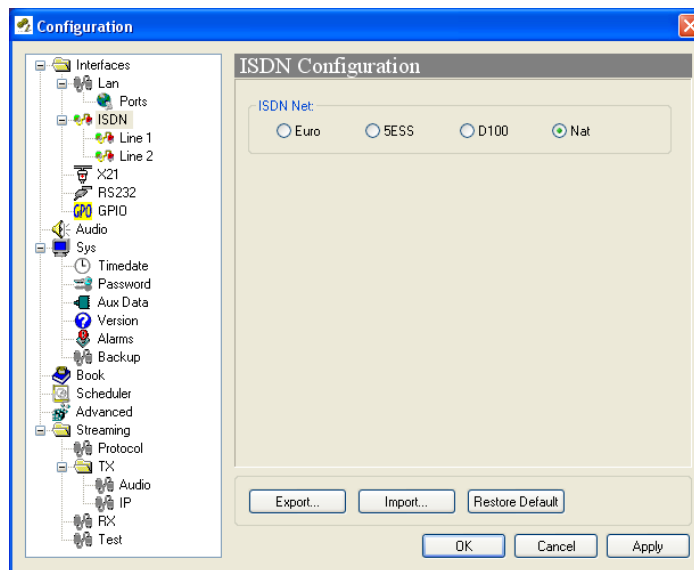 Configuration
Interfaces
Lan
Ports
ISDN
Line 1
Line 2
X21
RS232
GPO GPIO
Audio
Sys
Timedate
Password
Aux Data
Version
Alarms
Backup
Book
Scheduler
Advanced
Streaming
Protocol
TX
Audio
IP
RX
Test
ISDN Configuration
ISDN Net:
Euro 5ESS D100 Nat
Export... Import... Restore Default
OK Cancel Apply